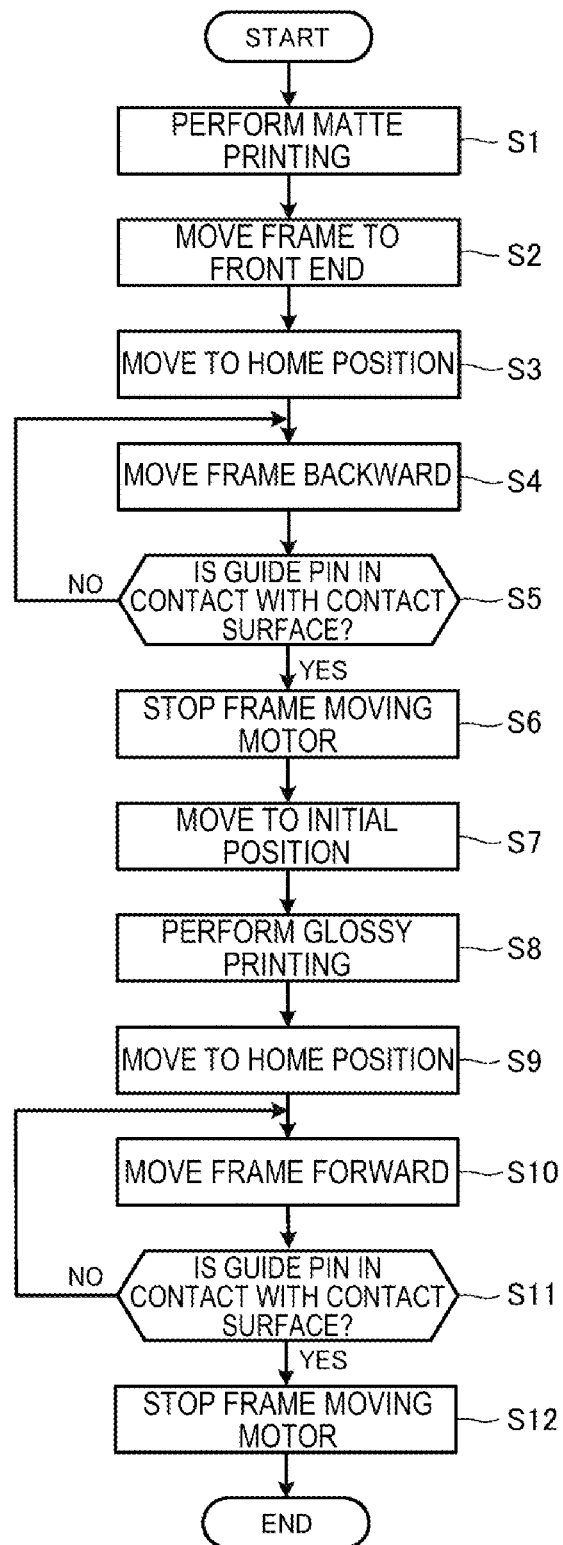 START
PERFORM MATTE
PRINTING
S1
MOVE FRAME TO
FRONT END
S2
MOVE TO HOME POSITION
S3
MOVE FRAME BACKWARD
S4
IS GUIDE PIN IN
CONTACT WITH CONTACT
SURFACE?
S5
NO
YES
STOP FRAME MOVING
MOTOR
S6
MOVE TO INITIAL
POSITION
S7
PERFORM GLOSSY
PRINTING
S8
MOVE TO HOME POSITION
S9
MOVE FRAME FORWARD
S10
IS GUIDE PIN IN
CONTACT WITH CONTACT
SURFACE?
S11
NO
YES
STOP FRAME MOVING
MOTOR
S12
END